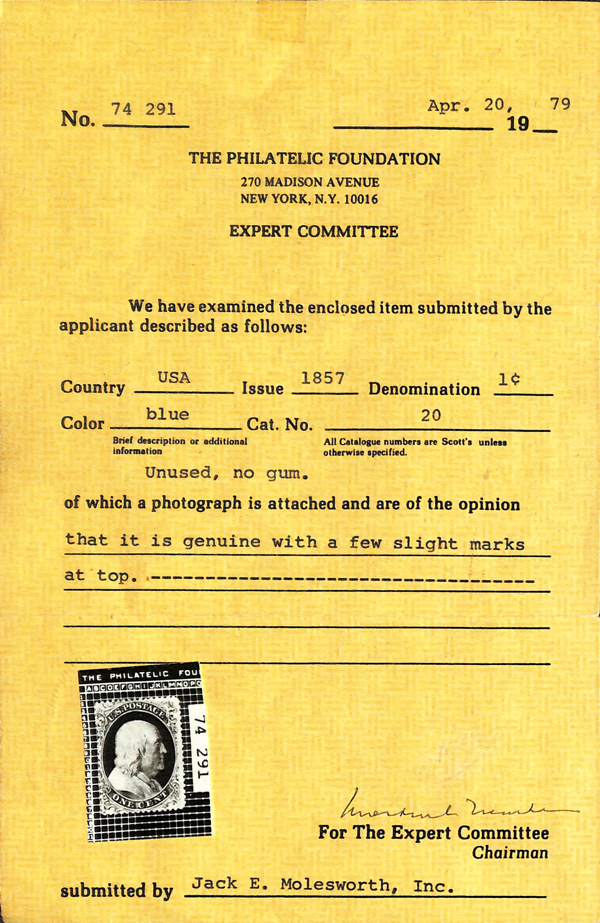 No. 74 291
Apr. 20, 1979
THE PHILATELIC FOUNDATION
270 MADISON AVENUE
NEW YORK, N.Y. 10016
EXPERT COMMITTEE
We have examined the enclosed item submitted by the
applicant described as follows:
Country USA Issue 1857 Denomination 1¢
Color blue Cat. No. 20
Brief description or additional
information
All Catalogue numbers are Scott's unless
otherwise specified.
Unused, no gum.
of which a photograph is attached and are of the opinion
that it is genuine with a few slight marks
at top.
THE PHILATELIC FOU
ABCDEFGHIJKLMNOPQ
U.S. POSTAGE
ONE CENT
74 291
For The Expert Committee
Chairman
submitted by Jack E. Molesworth, Inc.